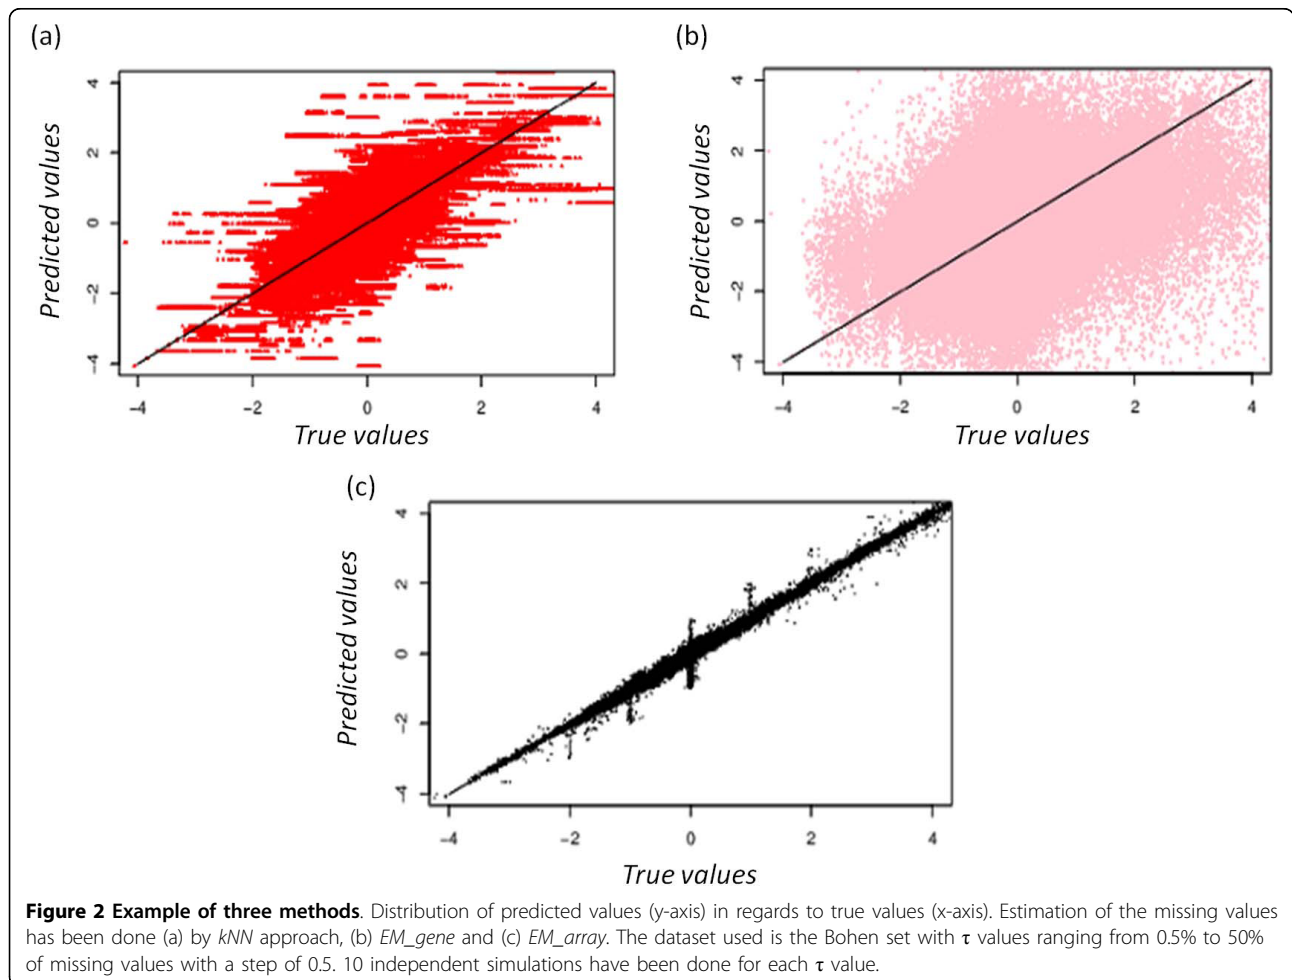 (a)
4
2
0
−2
−4
Predicted values
−4 −2 0 2 4
True values
(b)
4
2
0
−2
−4
Predicted values
−4 −2 0 2 4
True values
(c)
4
2
0
−2
−4
Predicted values
−4 −2 0 2 4
True values
Figure 2 Example of three methods. Distribution of predicted values (y-axis) in regards to true values (x-axis). Estimation of the missing values
has been done (a) by kNN approach, (b) EM_gene and (c) EM_array. The dataset used is the Bohen set with τ values ranging from 0.5% to 50%
of missing values with a step of 0.5. 10 independent simulations have been done for each τ value.